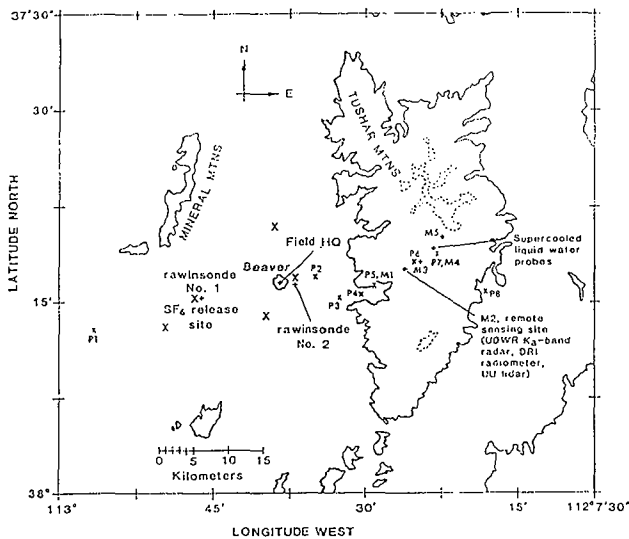 37°30'
N
E
30'
TUSHAR MTNS
MINERAL MTNS
LATITUDE NORTH
M5
Supercooled
liquid water
probes
Field HQ
Beaver
P2
P6
M3
P7, M4
rawinsonde
No. 1
P5, M1
P4
P3
P8
SF6 release
site
15'
P1
rawinsonde
No. 2
M2, remote
sensing site
(UDWR Ka-band
radar, DRI
radiometer,
UU lidar)
D
0 5 10 15
Kilometers
38°
113°
45'
30'
15'
112°7'30"
LONGITUDE WEST